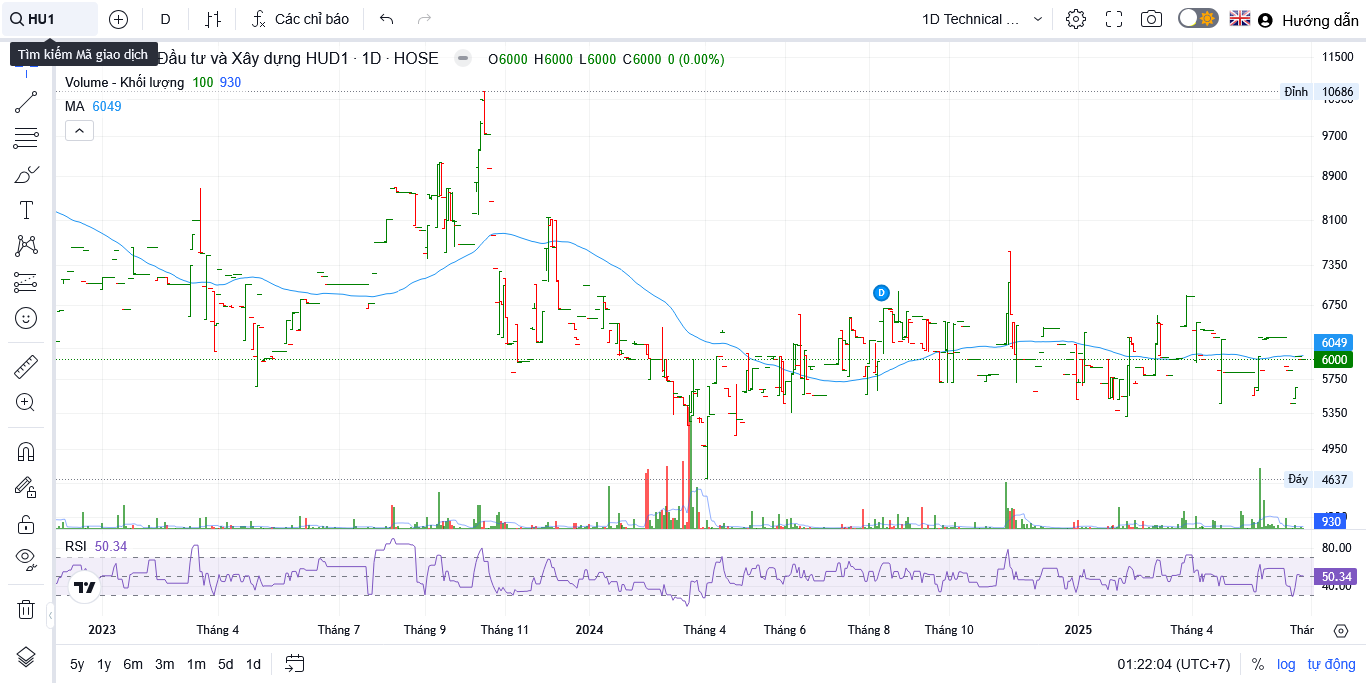 HU1
D
Các chỉ báo
1D Technical ...
Hướng dẫn
Tìm kiếm Mã giao dịch
Đầu tư và Xây dựng HUD1 · 1D · HOSE
O6000 H6000 L6000 C6000 0 (0.00%)
Volume - Khối lượng 100 930
MA 6049
11500
Đỉnh 10686
9700
8900
8100
7350
6750
D
6049
6000
5750
5350
4950
Đáy 4637
930
RSI 50.34
80.00
50.34
40.00
2023 Tháng 4 Tháng 7 Tháng 9 Tháng 11 2024 Tháng 4 Tháng 6 Tháng 8 Tháng 10 2025 Tháng 4 Thár
5y 1y 6m 3m 1m 5d 1d
01:22:04 (UTC+7) % log tự động